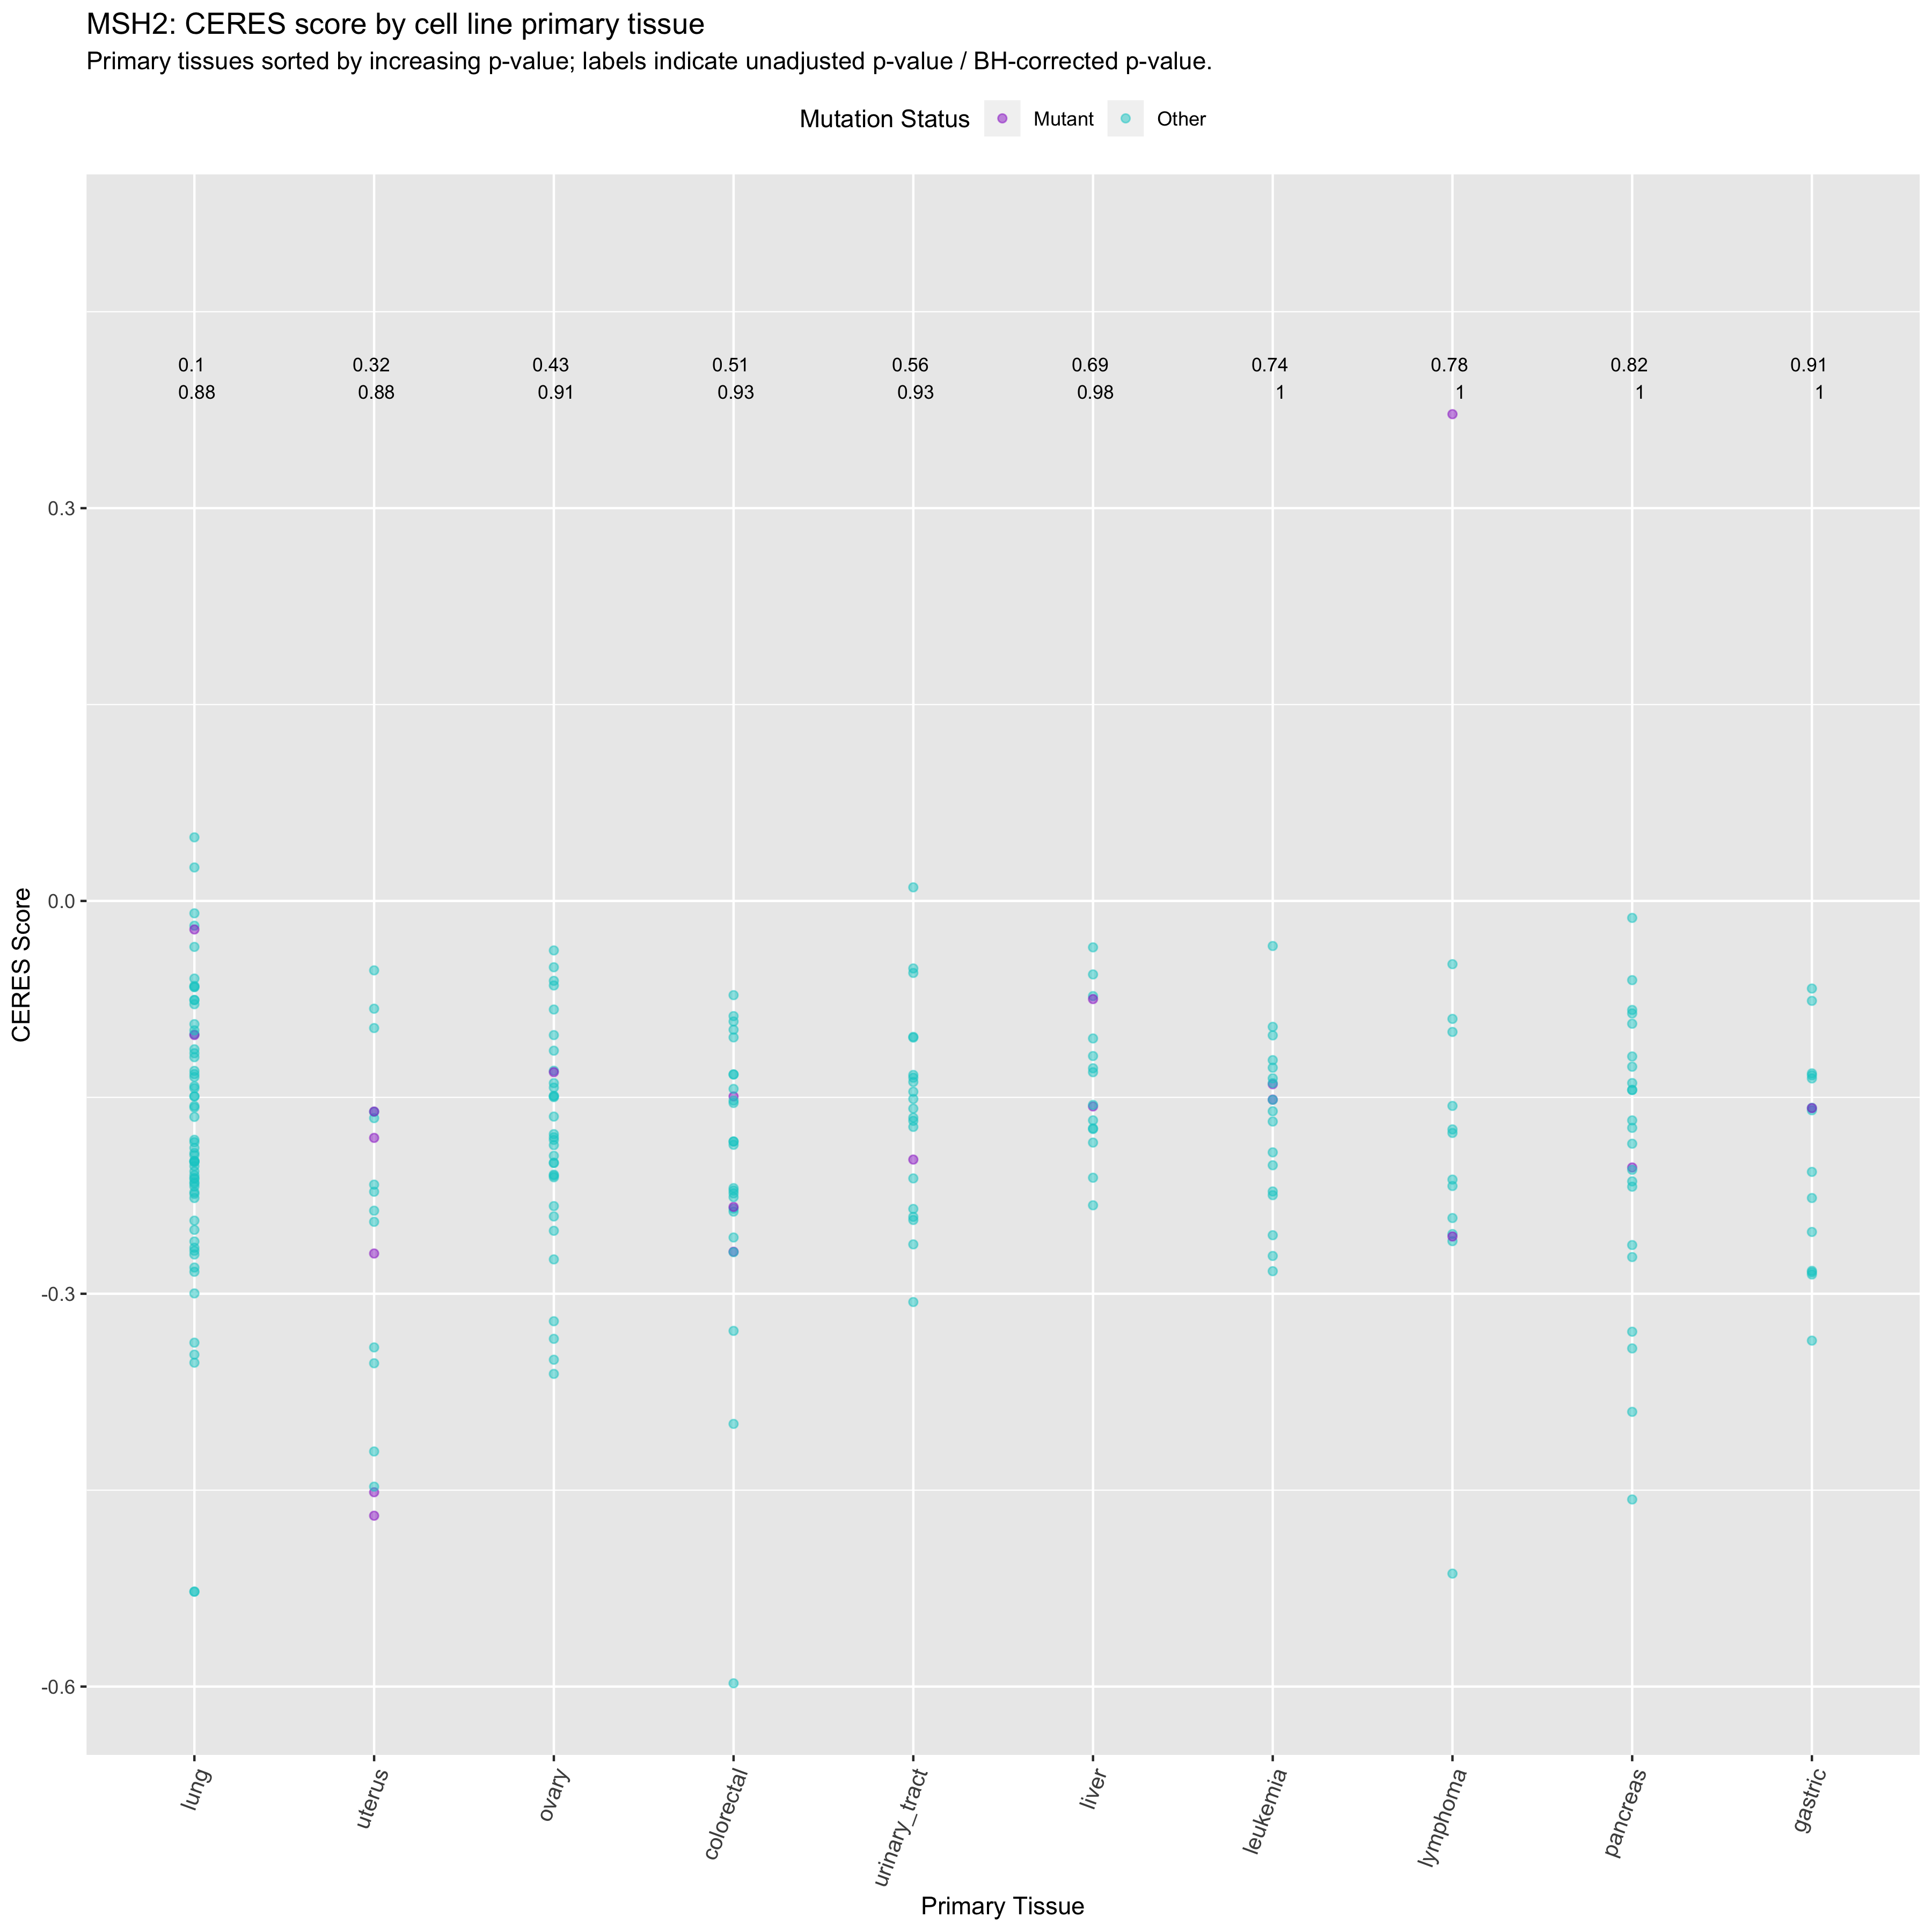 MSH2: CERES score by cell line primary tissue
Primary tissues sorted by increasing p-value; labels indicate unadjusted p-value / BH-corrected p-value.
Mutation Status Mutant Other
0.1 0.32 0.43 0.51 0.56 0.69 0.74 0.78 0.82 0.91
0.88 0.88 0.91 0.93 0.93 0.98 1 1 1 1
0.3
0.0
-0.3
-0.6
CERES Score
lung uterus ovary colorectal urinary_tract liver leukemia lymphoma pancreas gastric
Primary Tissue